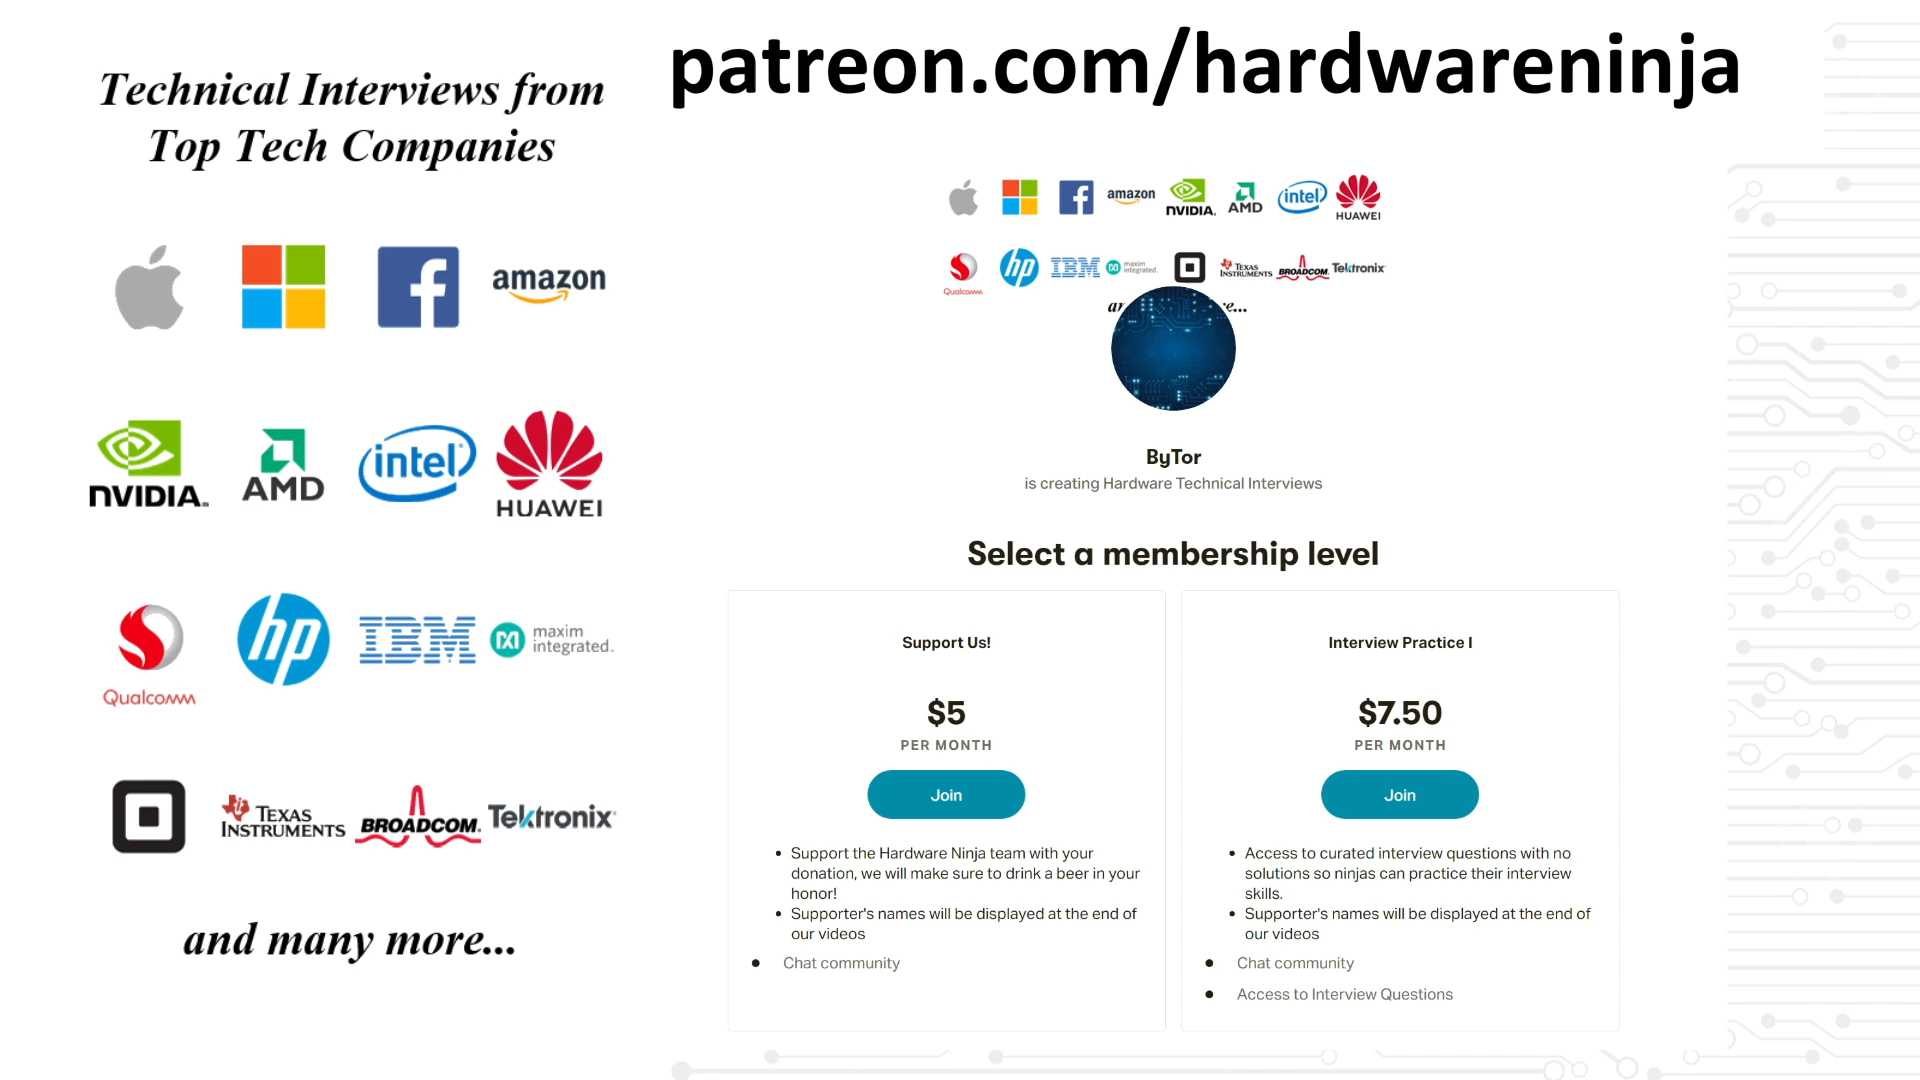 patreon.com/hardwareninja
Technical Interviews from
Top Tech Companies
amazon
NVIDIA.
AMD
intel
HUAWEI
Qualcomm
hp
IBM
maxim
integrated.
TEXAS
INSTRUMENTS
BROADCOM.
Tektronix
and many more...
amazon
NVIDIA.
AMD
intel
HUAWEI
Qualcomm
hp
IBM
maxim
integrated.
TEXAS
INSTRUMENTS
BROADCOM.
Tektronix
ByTor
is creating Hardware Technical Interviews
Select a membership level
Support Us!
$5
PER MONTH
Join
• Support the Hardware Ninja team with your
donation, we will make sure to drink a beer in your
honor!
• Supporter's names will be displayed at the end of
our videos
• Chat community
Interview Practice I
$7.50
PER MONTH
Join
• Access to curated interview questions with no
solutions so ninjas can practice their interview
skills.
• Supporter's names will be displayed at the end of
our videos
• Chat community
• Access to Interview Questions